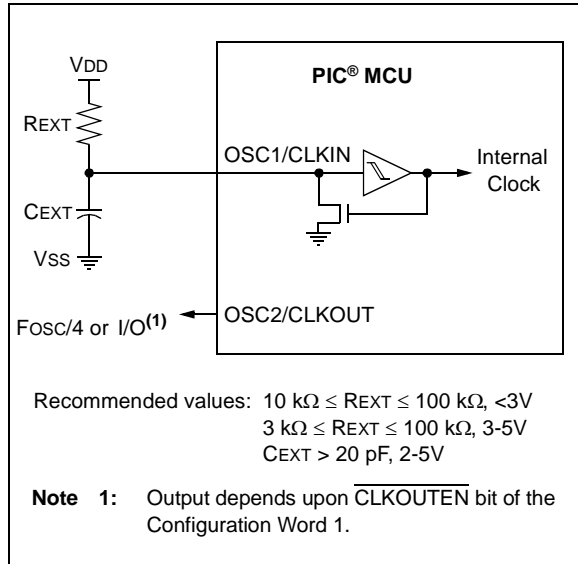 VDD
PIC® MCU
REXT
OSC1/CLKIN
Internal
Clock
CEXT
VSS
OSC2/CLKOUT
FOSC/4 or I/O(1)
Recommended values: 10 kΩ ≤ REXT ≤ 100 kΩ, <3V
3 kΩ ≤ REXT ≤ 100 kΩ, 3-5V
CEXT > 20 pF, 2-5V
Note 1: Output depends upon CLKOUTEN bit of the
Configuration Word 1.